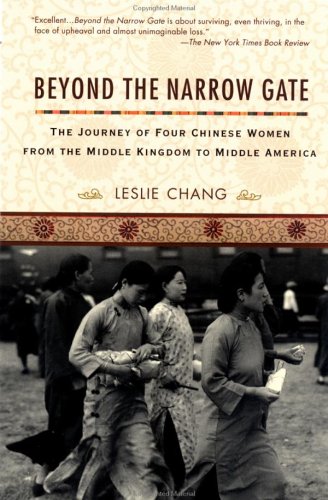 "Excellent...Beyond the Narrow Gate is about surviving, even thriving, in the face of upheaval and almost unimaginable loss."
—The New York Times Book Review
BEYOND THE NARROW GATE
THE JOURNEY OF FOUR CHINESE WOMEN
FROM THE MIDDLE KINGDOM TO MIDDLE AMERICA
LESLIE CHANG